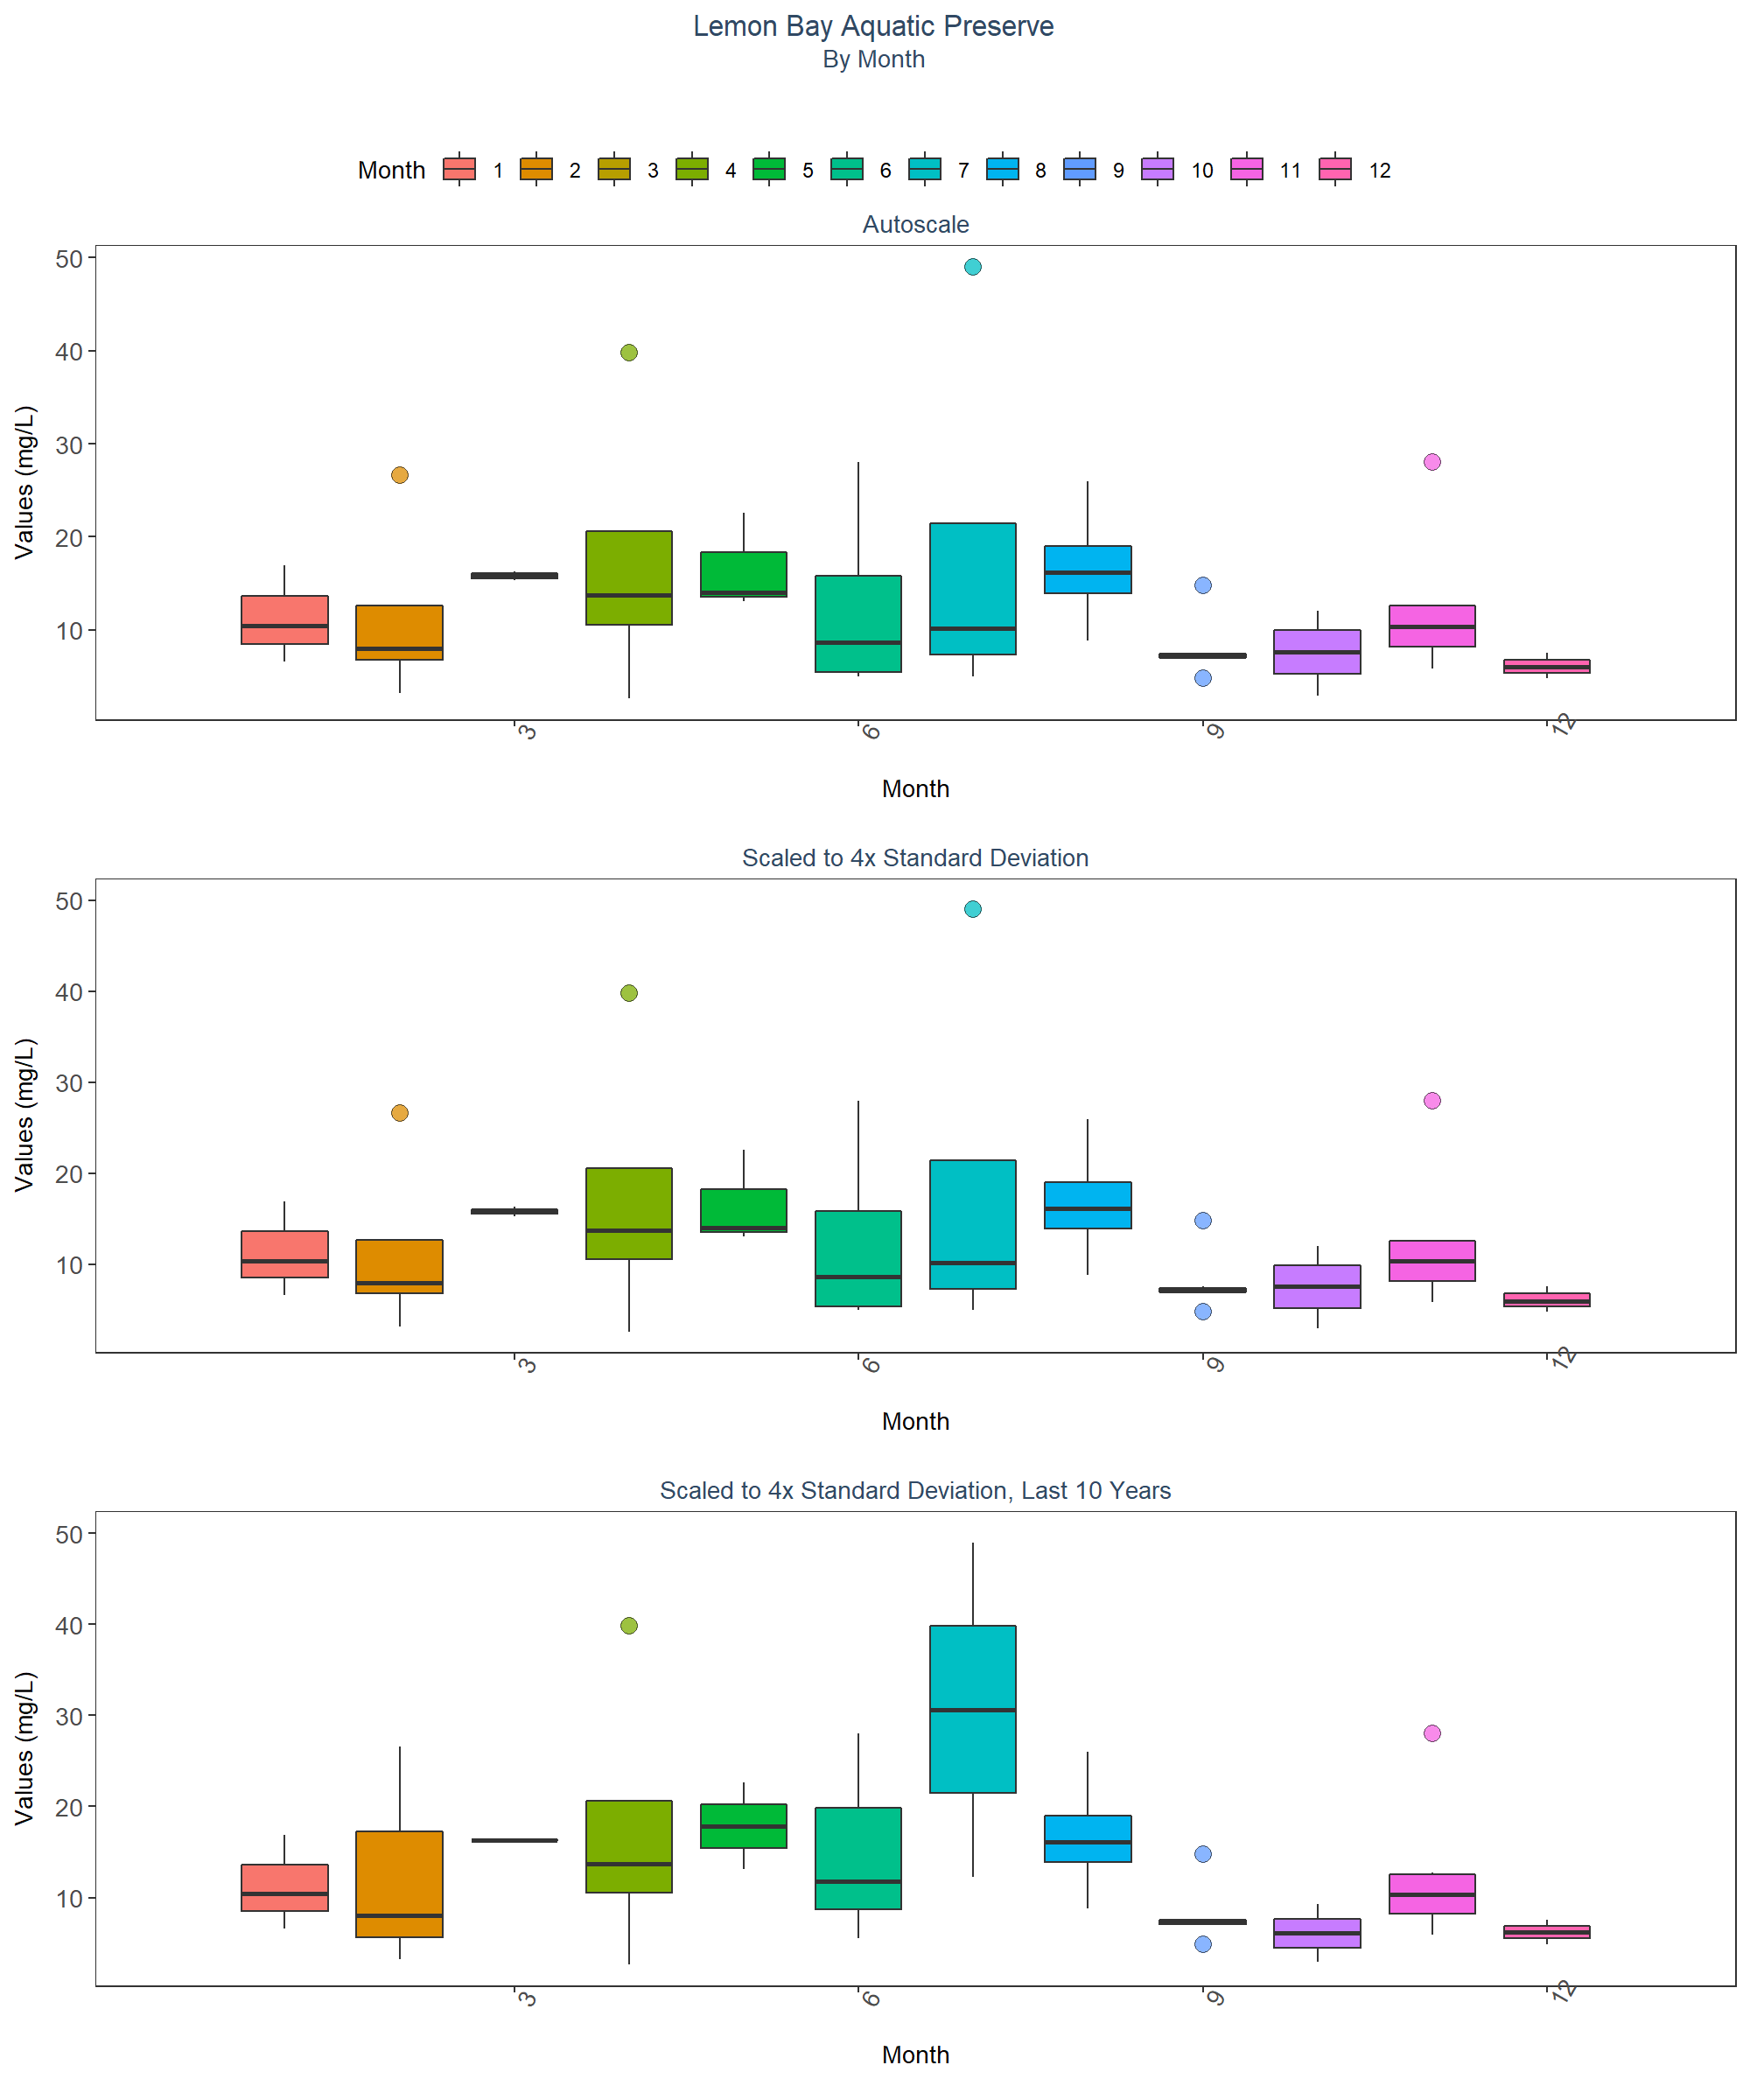 Lemon Bay Aquatic Preserve
By Month
Month 1 2 3 4 5 6 7 8 9 10 11 12
Autoscale
Values (mg/L)
50
40
30
20
10
3 6 9 12
Month
Scaled to 4x Standard Deviation
Values (mg/L)
50
40
30
20
10
3 6 9 12
Month
Scaled to 4x Standard Deviation, Last 10 Years
Values (mg/L)
50
40
30
20
10
3 6 9 12
Month